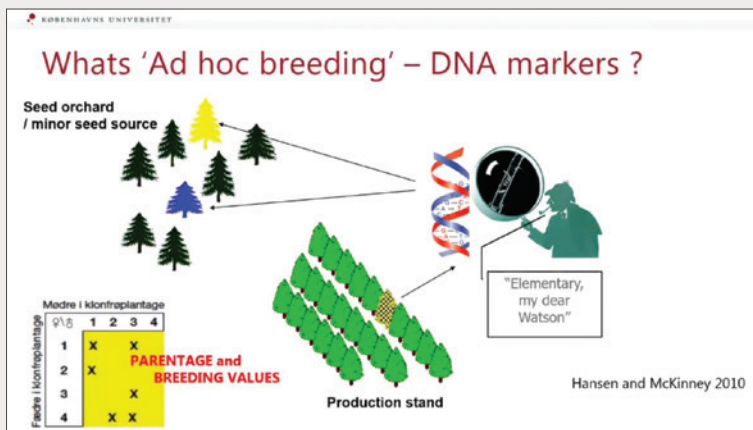 KØBENHAVNS UNIVERSITET
Whats 'Ad hoc breeding' – DNA markers ?
Seed orchard
/ minor seed source
"Elementary,
my dear
Watson"
Mødre i klonfrøplantage
Fædre i klonfrøplantage
♀\♂ 1 2 3 4
1 X X
2 X
3 X
4 X X
PARENTAGE and
BREEDING VALUES
Production stand
Hansen and McKinney 2010